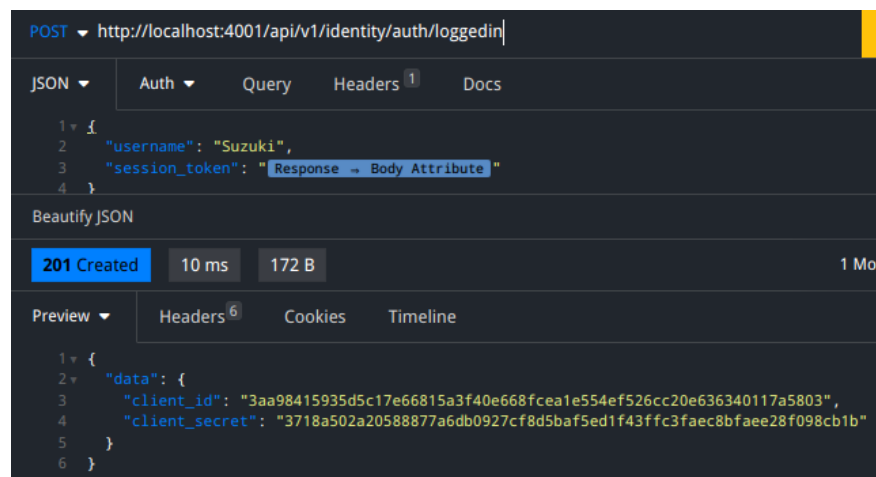 POST http://localhost:4001/api/v1/identity/auth/loggedin
JSON Auth Query Headers 1 Docs
1 {
2 "username": "Suzuki",
3 "session_token": "Response → Body Attribute"
4 }
Beautify JSON
201 Created 10 ms 172 B 1 Mo
Preview Headers 6 Cookies Timeline
1 {
2 "data": {
3 "client_id": "3aa98415935d5c17e66815a3f40e668fcea1e554ef526cc20e636340117a5803",
4 "client_secret": "3718a502a20588877a6db0927cf8d5baf5ed1f43ffc3faec8bfaee28f098cb1b"
5 }
6 }